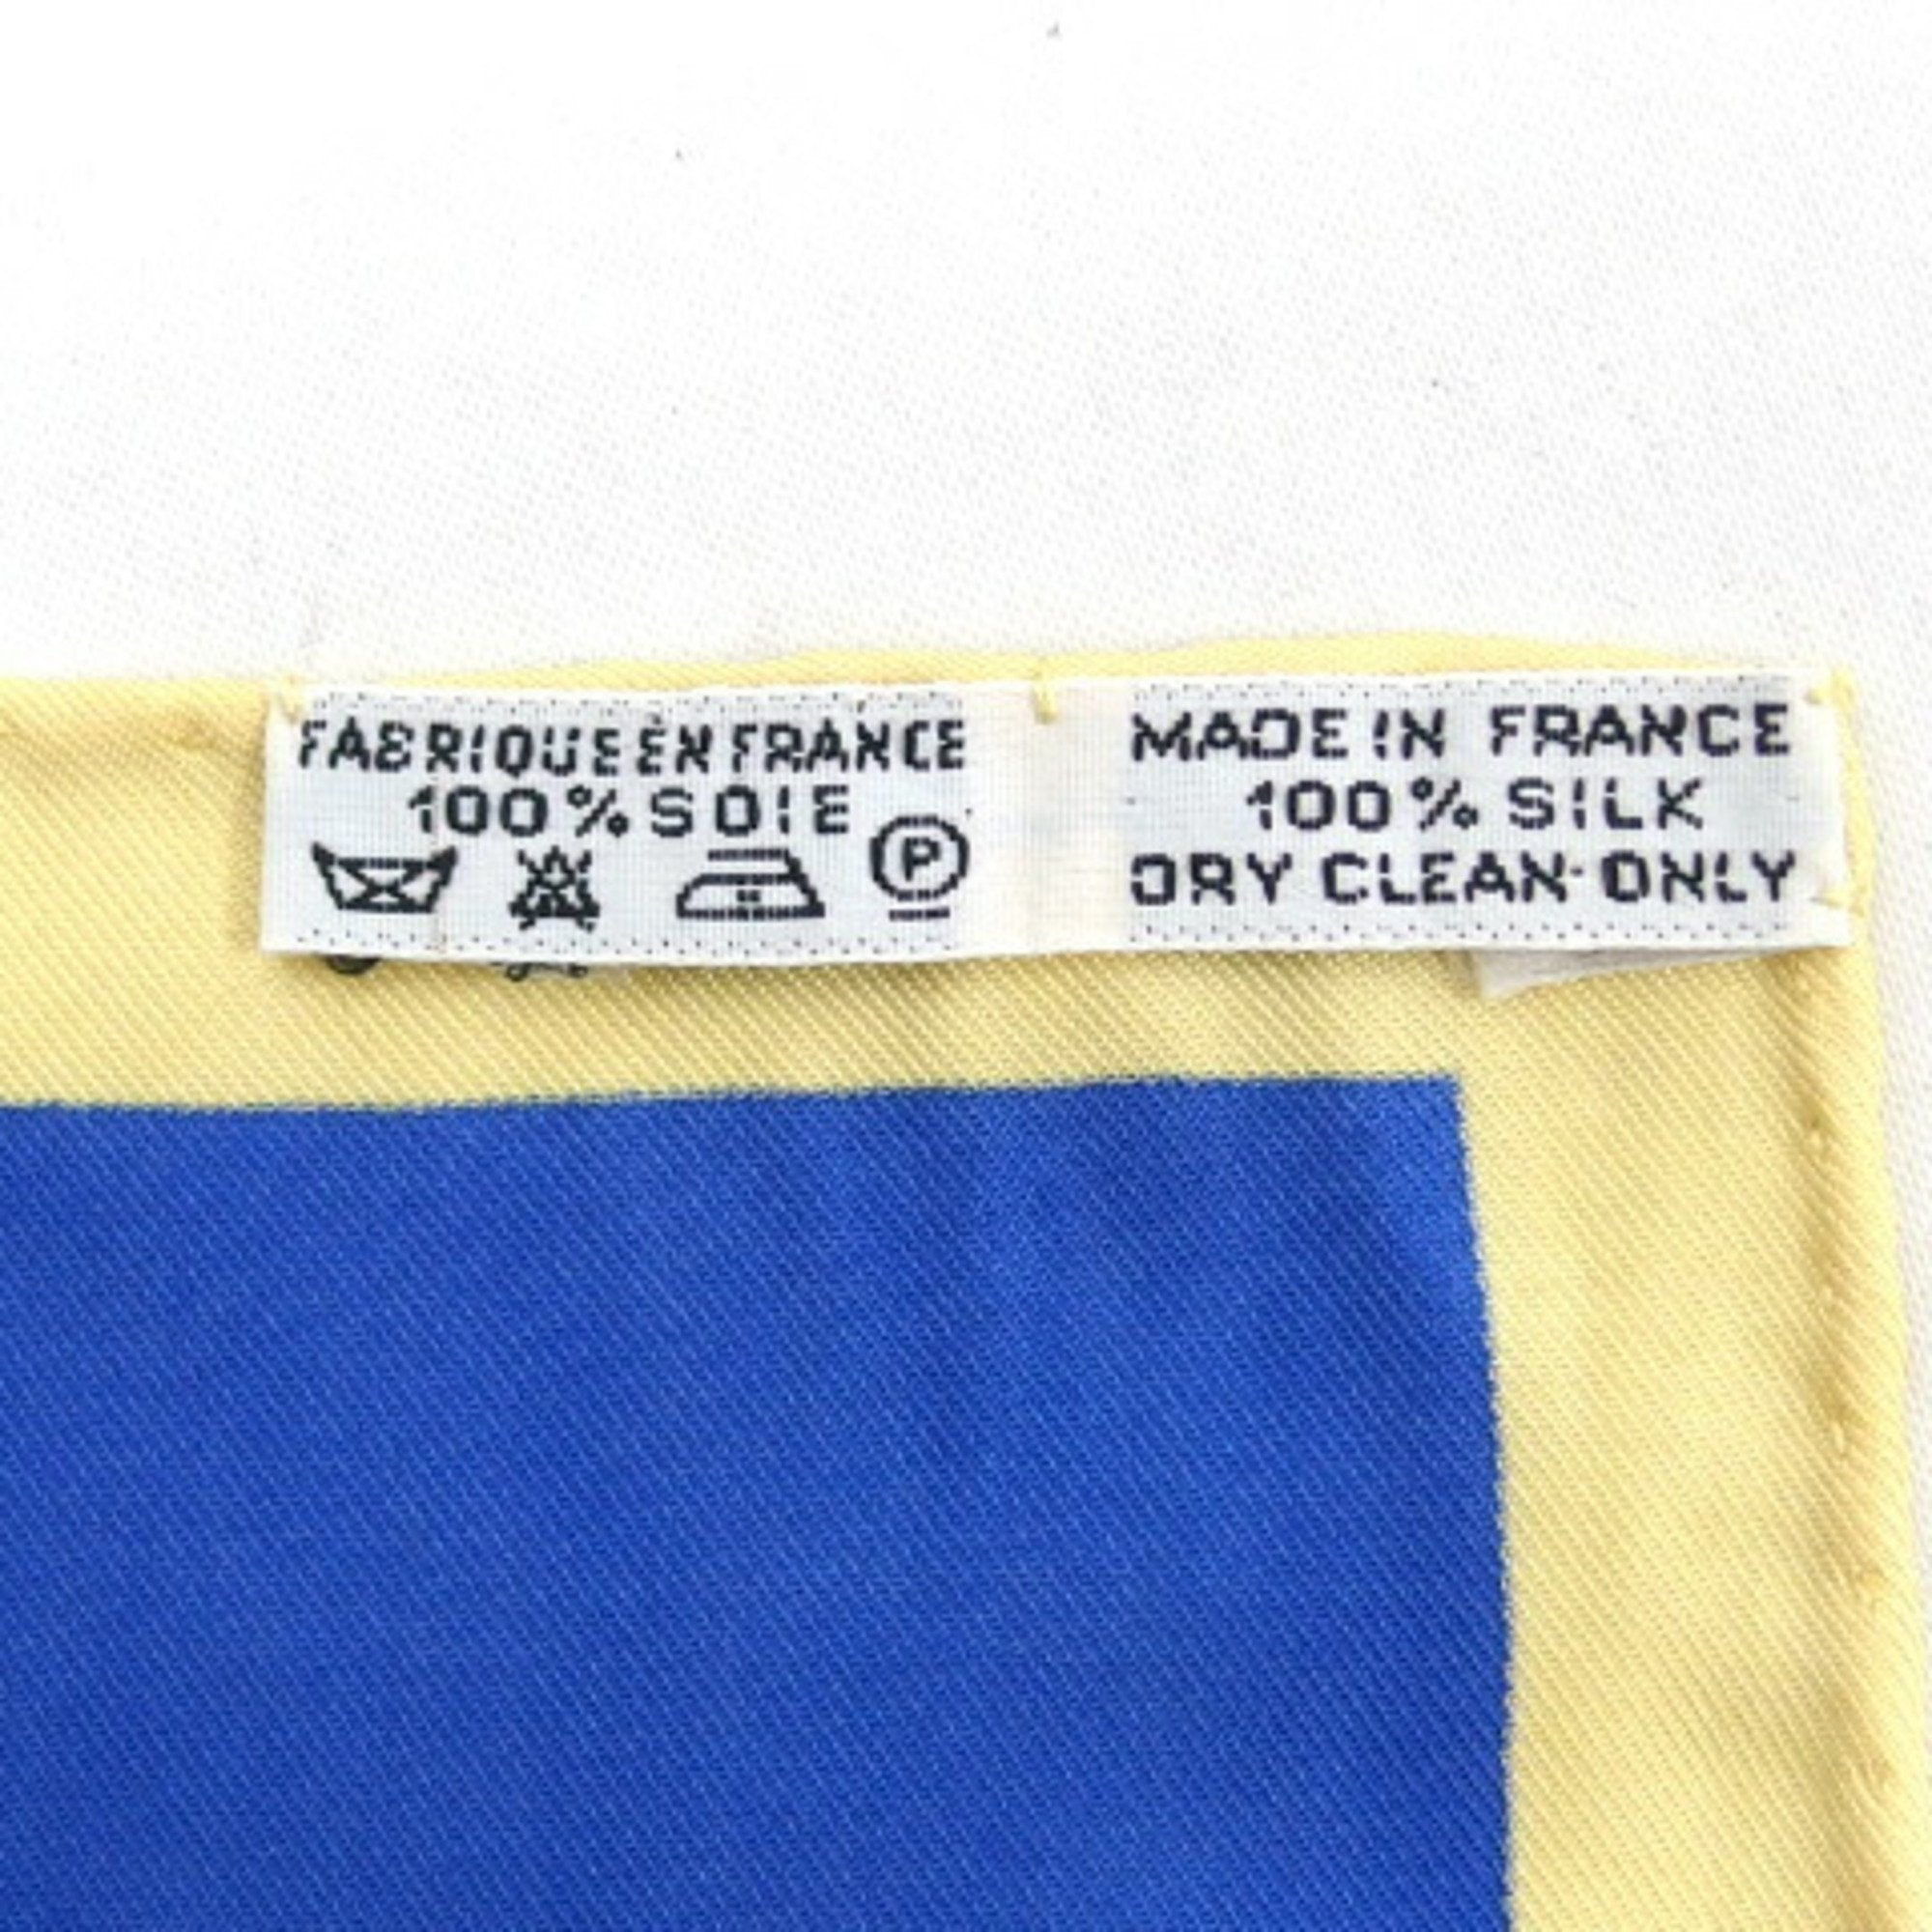 FABRIQUE EN FRANCE
100% SOIE
P
MADE IN FRANCE
100% SILK
DRY CLEAN ONLY